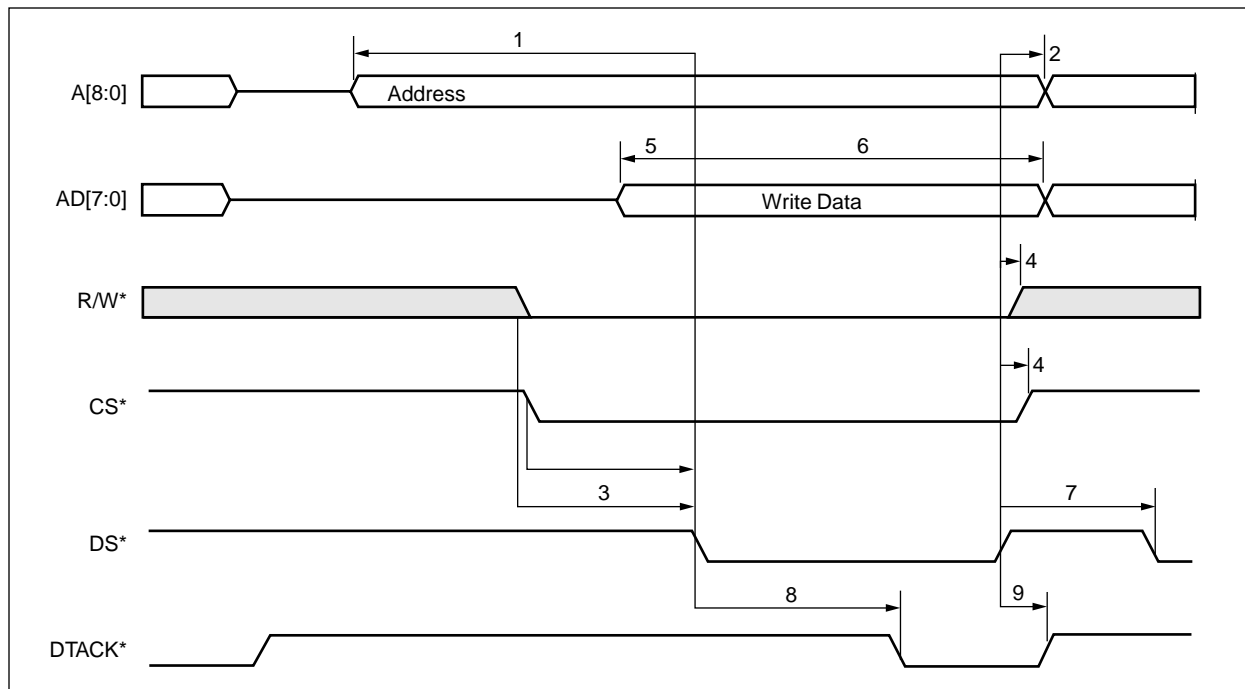 1
2
A[8:0]
Address
5
6
AD[7:0]
Write Data
4
R/W*
4
CS*
3
7
DS*
8
9
DTACK*